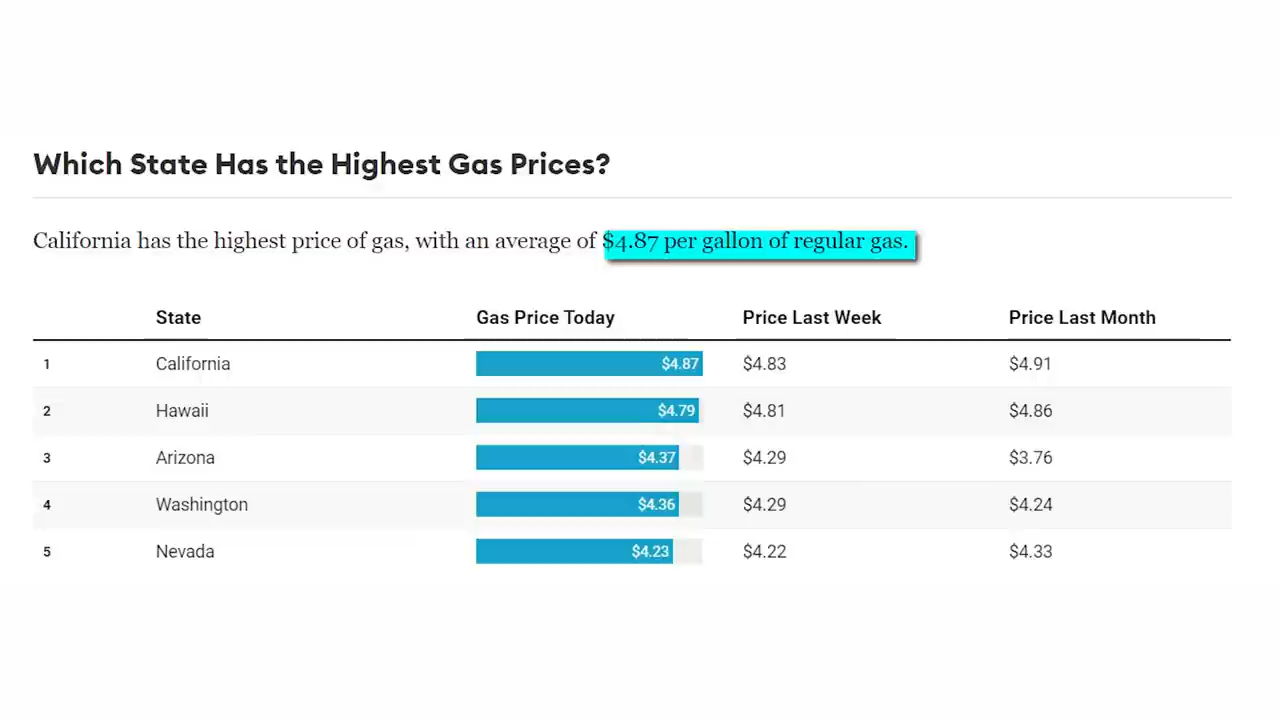 Which State Has the Highest Gas Prices?
California has the highest price of gas, with an average of $4.87 per gallon of regular gas.
State Gas Price Today Price Last Week Price Last Month
1 California $4.87 $4.83 $4.91
2 Hawaii $4.79 $4.81 $4.86
3 Arizona $4.37 $4.29 $3.76
4 Washington $4.36 $4.29 $4.24
5 Nevada $4.23 $4.22 $4.33